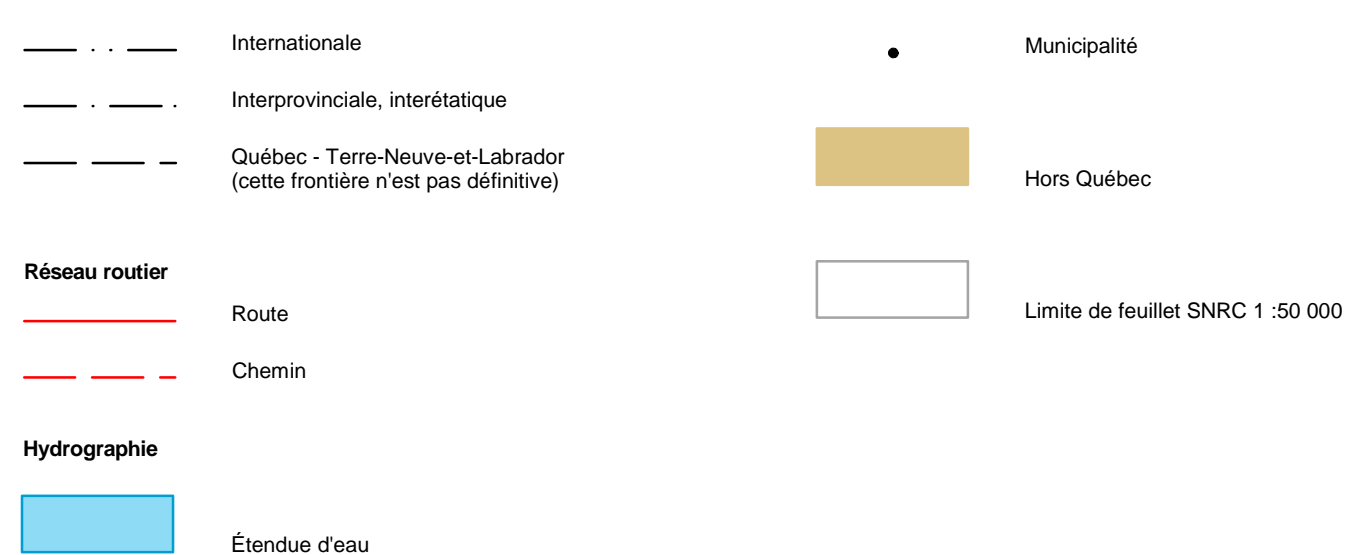 Internationale
Interprovinciale, interétatique
Québec - Terre-Neuve-et-Labrador
(cette frontière n'est pas définitive)
Réseau routier
Route
Chemin
Hydrographie
Étendue d'eau
Municipalité
Hors Québec
Limite de feuillet SNRC 1 :50 000